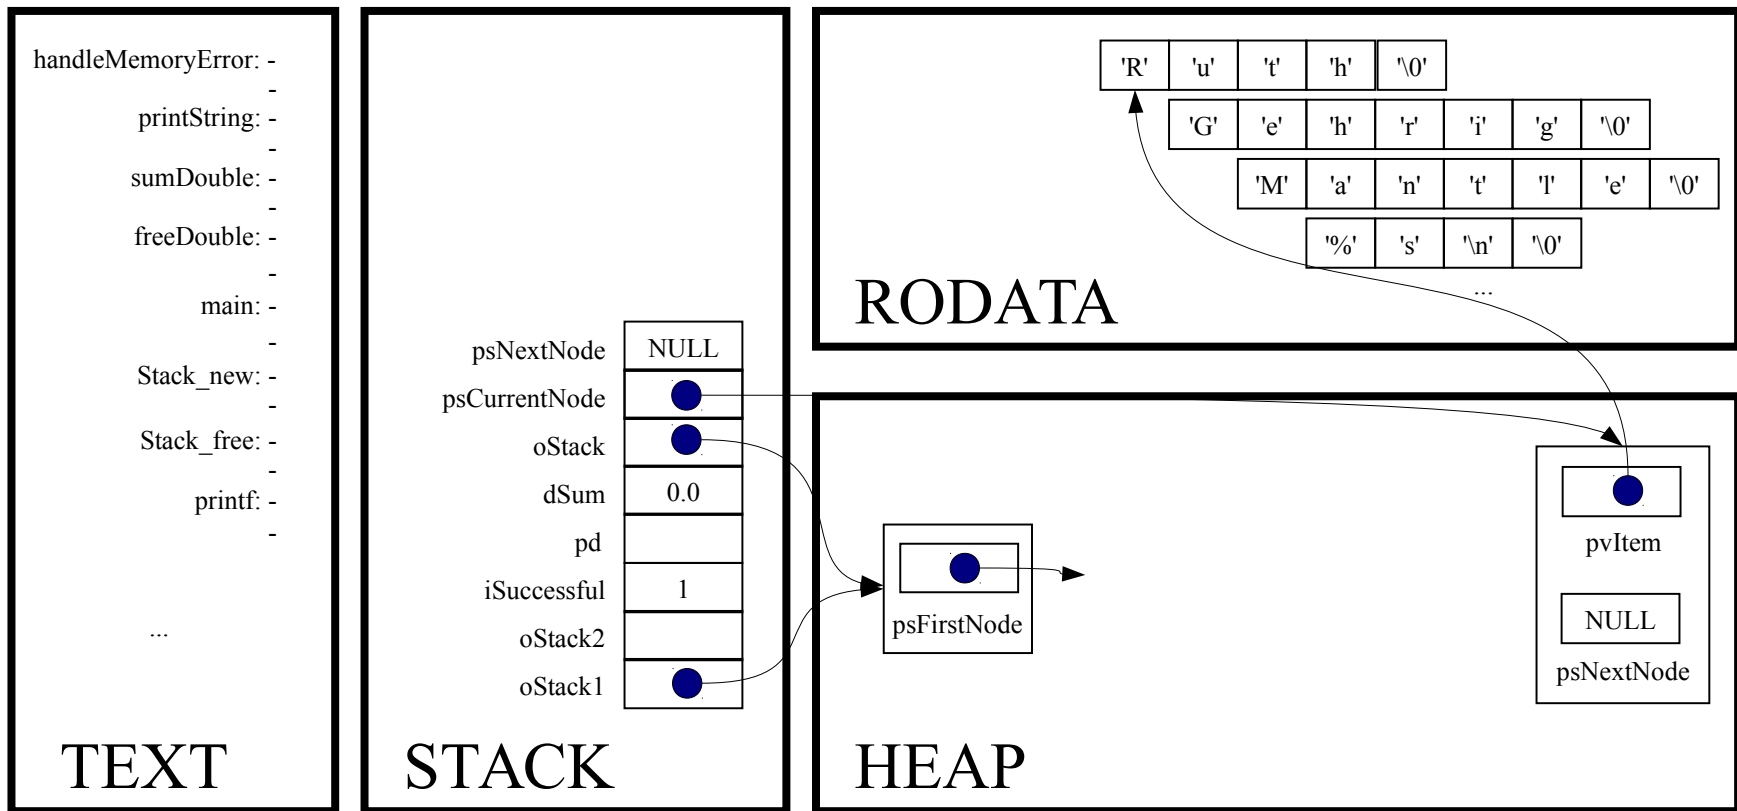 handleMemoryError: -
-
printString: -
-
sumDouble: -
-
freeDouble: -
-
main: -
-
Stack_new: -
-
Stack_free: -
-
printf: -
-
...
TEXT
psNextNode NULL
psCurrentNode
oStack
dSum 0.0
pd
iSuccessful 1
oStack2
oStack1
STACK
'R' 'u' 't' 'h' '\0'
'G' 'e' 'h' 'r' 'i' 'g' '\0'
'M' 'a' 'n' 't' 'l' 'e' '\0'
'%' 's' '\n' '\0'
...
RODATA
psFirstNode
pvItem
NULL
psNextNode
HEAP